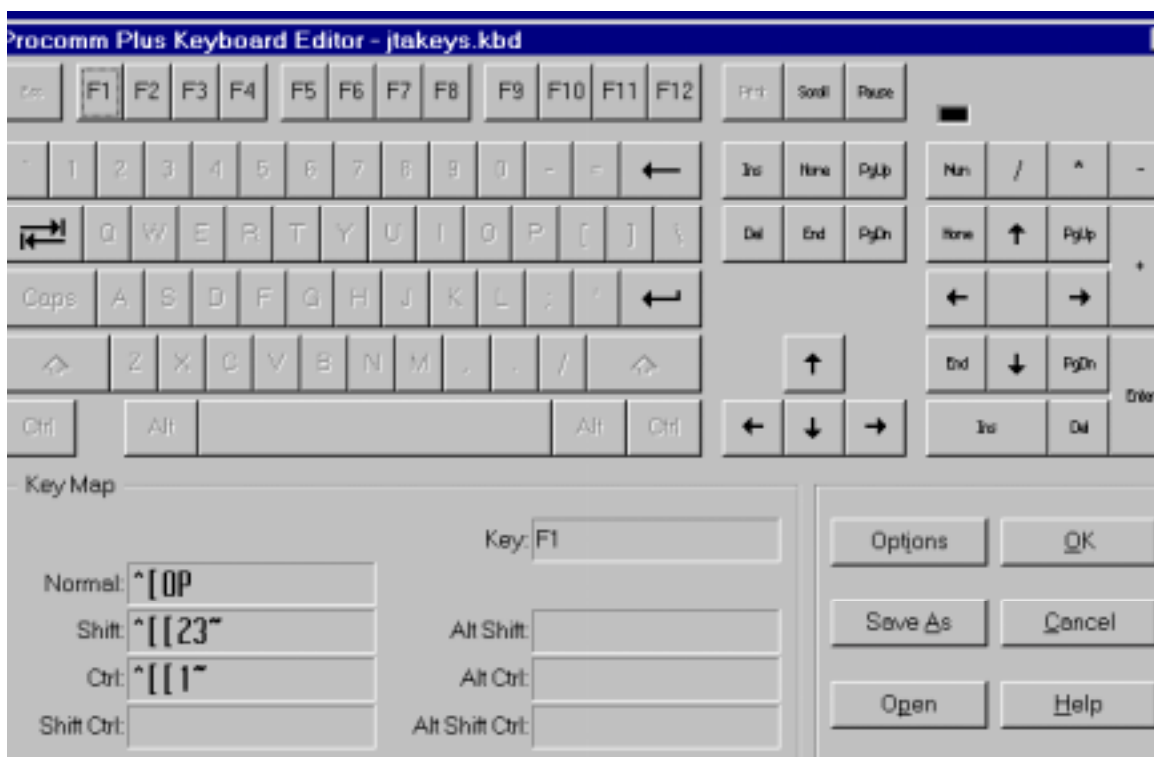 Procomm Plus Keyboard Editor - jtakeys.kbd
Esc F1 F2 F3 F4 F5 F6 F7 F8 F9 F10 F11 F12 Scroll Pause
` 1 2 3 4 5 6 7 8 9 0 - = Ins Home PgUp Num / * -
Q W E R T Y U I O P [ ] \ Del End PgDn Home PgUp +
Caps A S D F G H J K L ; '
Z X C V B N M , . / End PgDn Enter
Ctrl Alt Alt Ctrl Ins Del
Key Map
Key: F1
Normal: ^[OP
Shift: ^[[23~
Ctrl: ^[[1~
Shift Ctrl:
Alt Shift:
Alt Ctrl:
Alt Shift Ctrl:
Options OK
Save As Cancel
Open Help